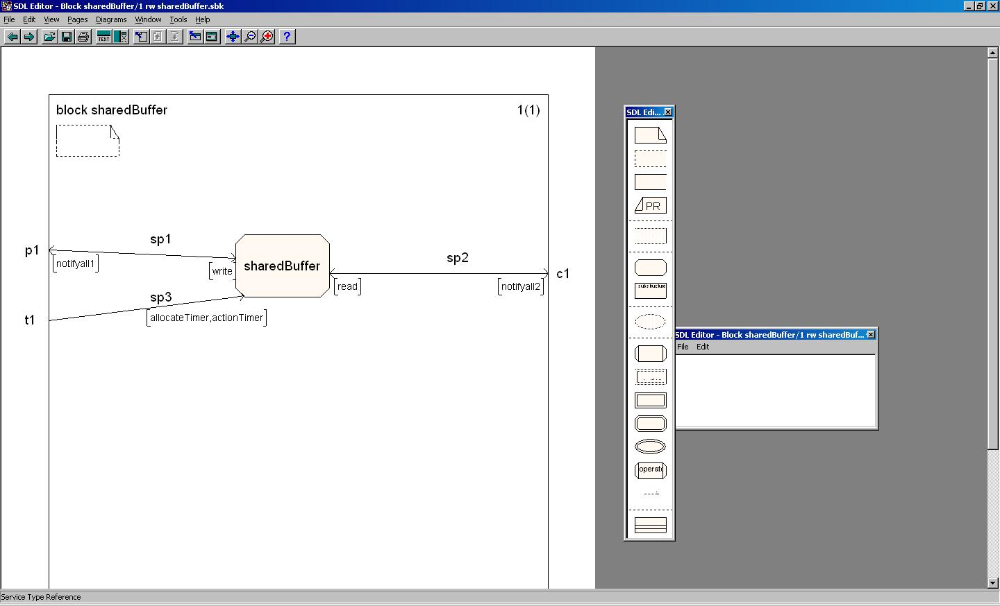 SDL Editor - Block sharedBuffer/1 rw sharedBuffer.sbk
File Edit View Pages Diagrams Window Tools Help
TEXT
?
block sharedBuffer 1(1)
SDL Edi...
PR
substructure
p1
sp1
[notifyall1]
[write
sharedBuffer
sp2
[read]
[notifyall2]
c1
sp3
[allocateTimer,actionTimer]
t1
SDL Editor - Block sharedBuffer/1 rw sharedBuf...
File Edit
operato
Service Type Reference